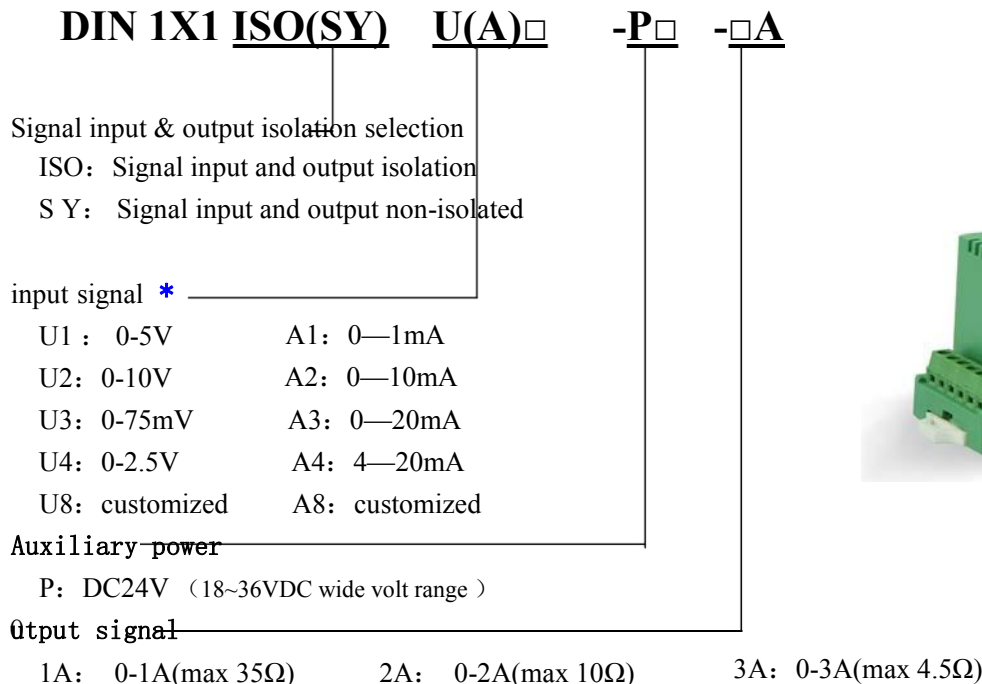 DIN 1X1 ISO(SY) U(A)□ -P□ -□A
Signal input & output isolation selection
ISO：Signal input and output isolation
S Y： Signal input and output non-isolated
input signal *
U1： 0-5V A1：0—1mA
U2：0-10V A2：0—10mA
U3：0-75mV A3：0—20mA
U4：0-2.5V A4：4—20mA
U8：customized A8：customized
Auxiliary power
P：DC24V （18~36VDC wide volt range ）
Output signal
1A： 0-1A(max 35Ω) 2A： 0-2A(max 10Ω) 3A：0-3A(max 4.5Ω)